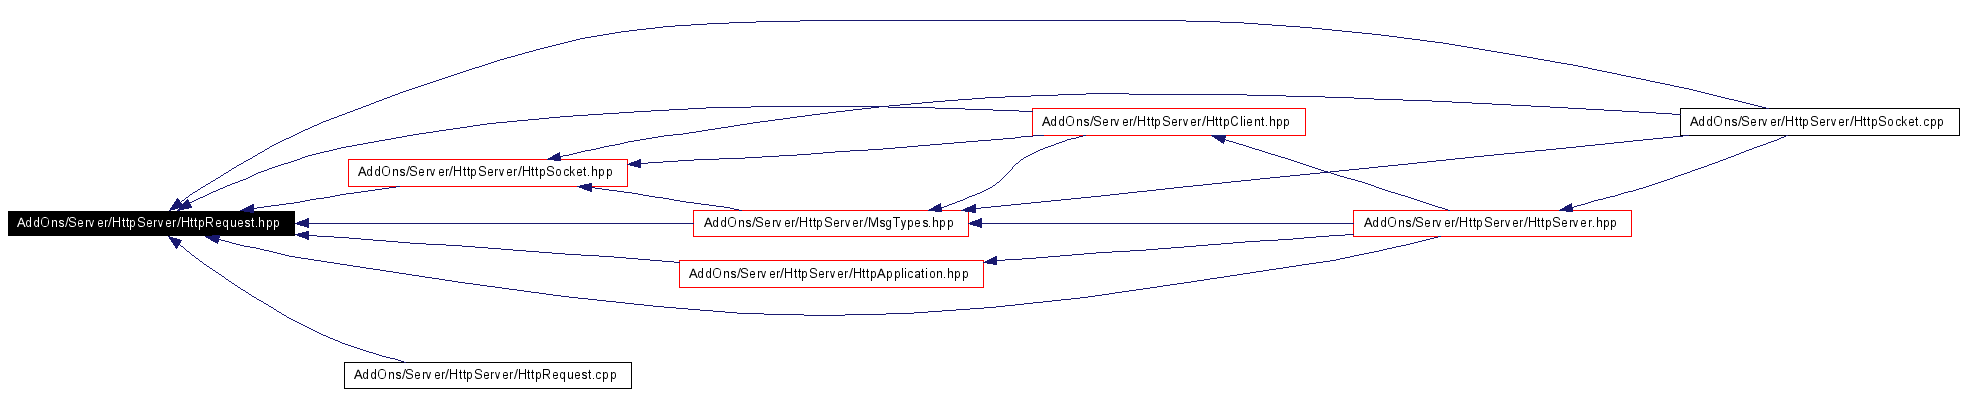 AddOns/Server/HttpServer/HttpClient.hpp
AddOns/Server/HttpServer/HttpSocket.cpp
AddOns/Server/HttpServer/HttpSocket.hpp
AddOns/Server/HttpServer/HttpRequest.hpp
AddOns/Server/HttpServer/MsgTypes.hpp
AddOns/Server/HttpServer/HttpServer.hpp
AddOns/Server/HttpServer/HttpApplication.hpp
AddOns/Server/HttpServer/HttpRequest.cpp